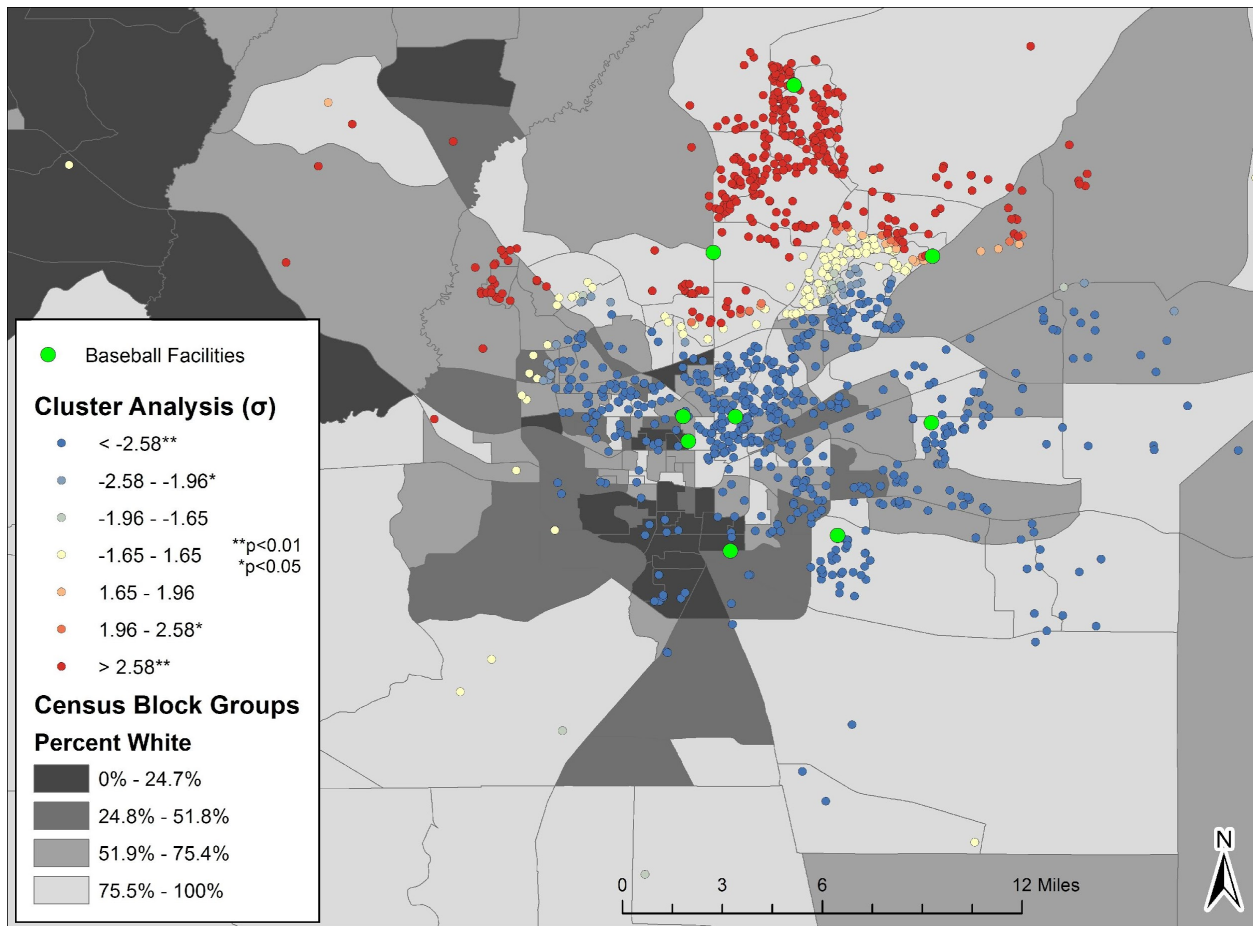 Baseball Facilities
Cluster Analysis (σ)
< -2.58**
-2.58 - -1.96*
-1.96 - -1.65
-1.65 - 1.65
1.65 - 1.96
1.96 - 2.58*
> 2.58**
**p<0.01
*p<0.05
Census Block Groups
Percent White
0% - 24.7%
24.8% - 51.8%
51.9% - 75.4%
75.5% - 100%
0 3 6 12 Miles
N